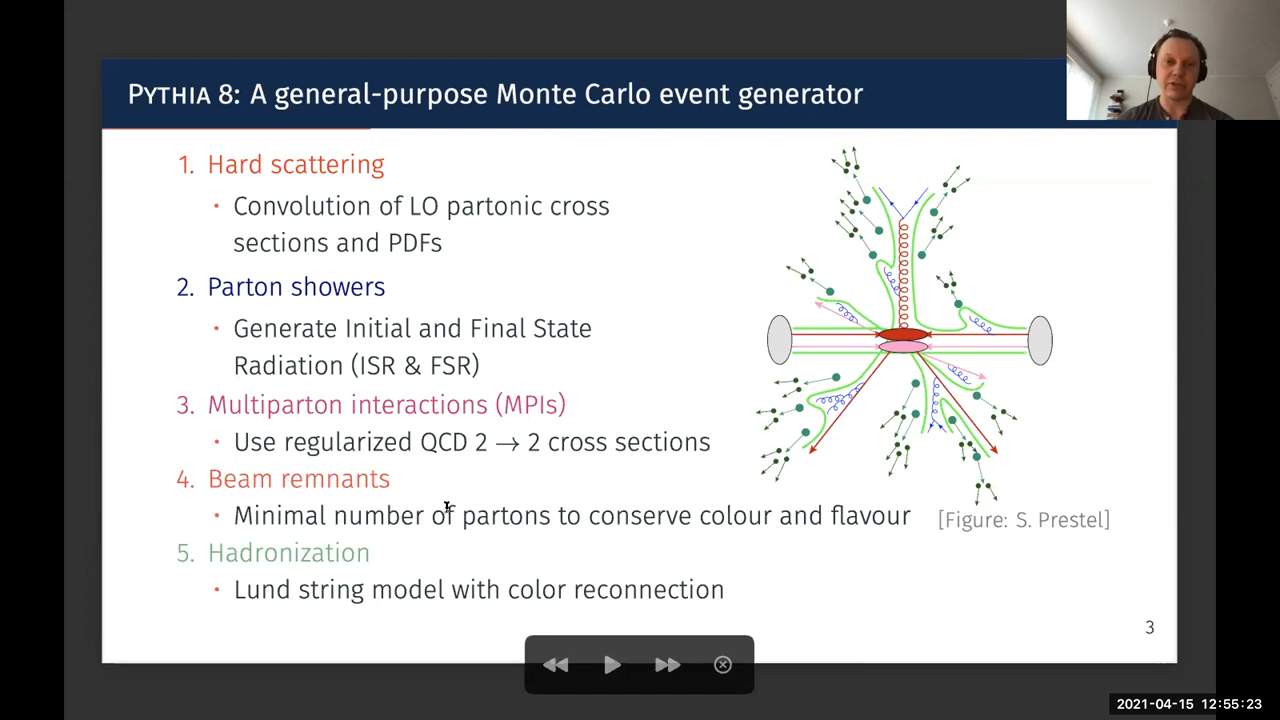 PYTHIA 8: A general-purpose Monte Carlo event generator
1. Hard scattering
• Convolution of LO partonic cross
sections and PDFs
2. Parton showers
• Generate Initial and Final State
Radiation (ISR & FSR)
3. Multiparton interactions (MPIs)
• Use regularized QCD 2 → 2 cross sections
4. Beam remnants
• Minimal number of partons to conserve colour and flavour
[Figure: S. Prestel]
5. Hadronization
• Lund string model with color reconnection
3
2021-04-15 12:55:23